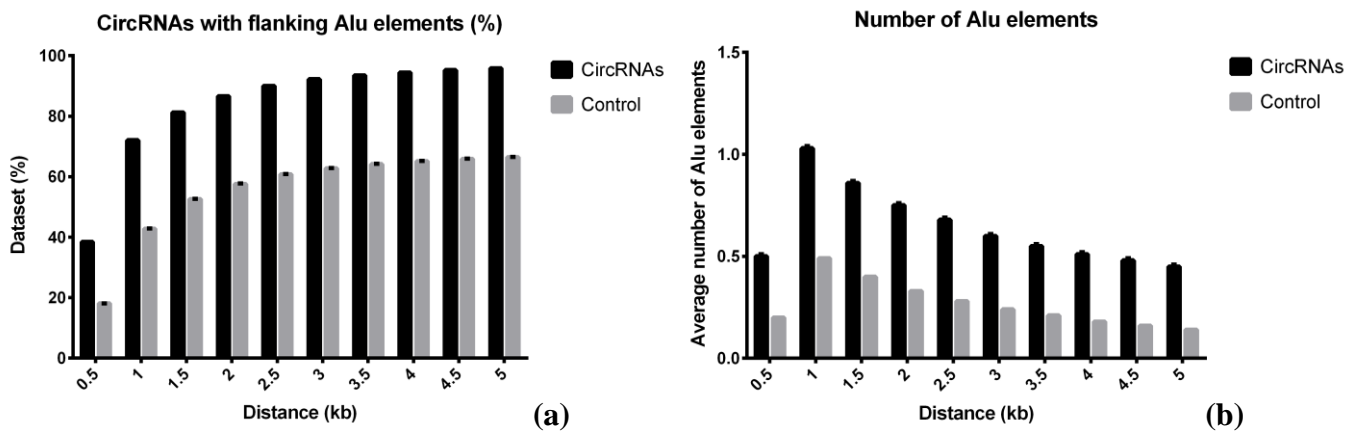 CircRNAs with flanking Alu elements (%)
Dataset (%)
100
80
60
40
20
0
0.5
1
1.5
2
2.5
3
3.5
4
4.5
5
Distance (kb)
CircRNAs
Control
(a)
Number of Alu elements
Average number of Alu elements
1.5
1.0
0.5
0.0
0.5
1
1.5
2
2.5
3
3.5
4
4.5
5
Distance (kb)
CircRNAs
Control
(b)